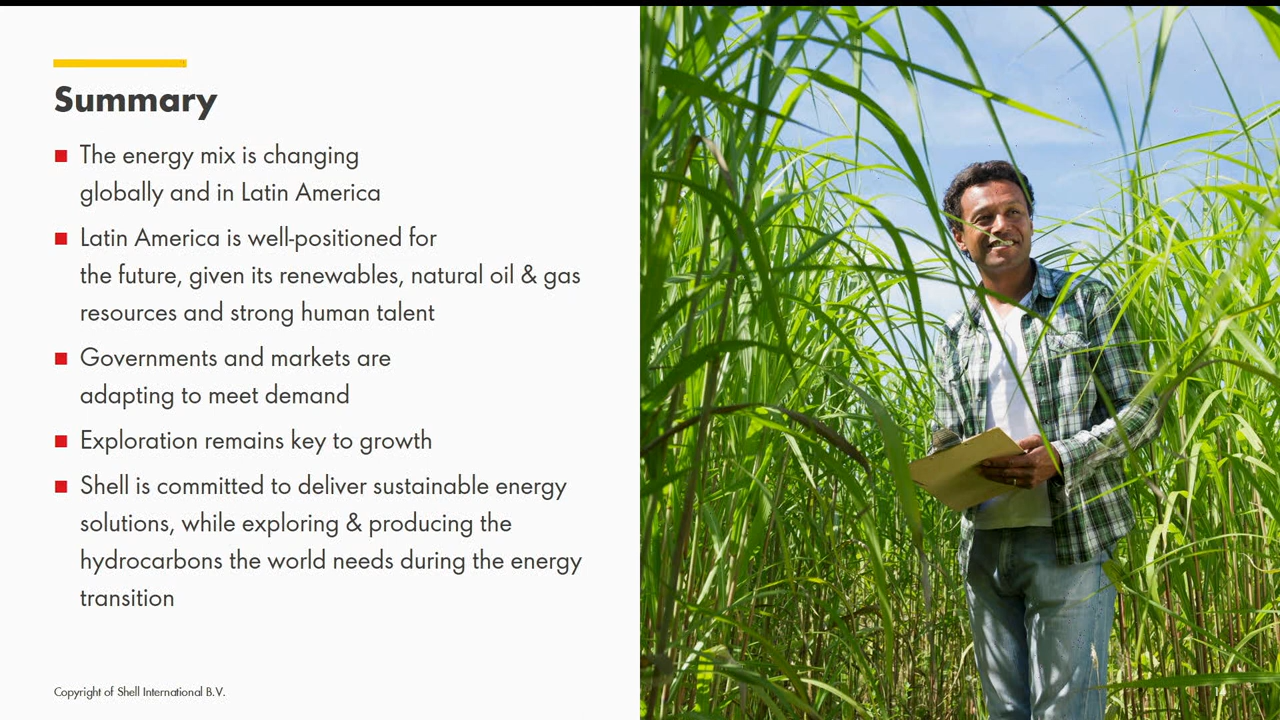 Summary
The energy mix is changing
globally and in Latin America
Latin America is well-positioned for
the future, given its renewables, natural oil & gas
resources and strong human talent
Governments and markets are
adapting to meet demand
Exploration remains key to growth
Shell is committed to deliver sustainable energy
solutions, while exploring & producing the
hydrocarbons the world needs during the energy
transition
Copyright of Shell International B.V.